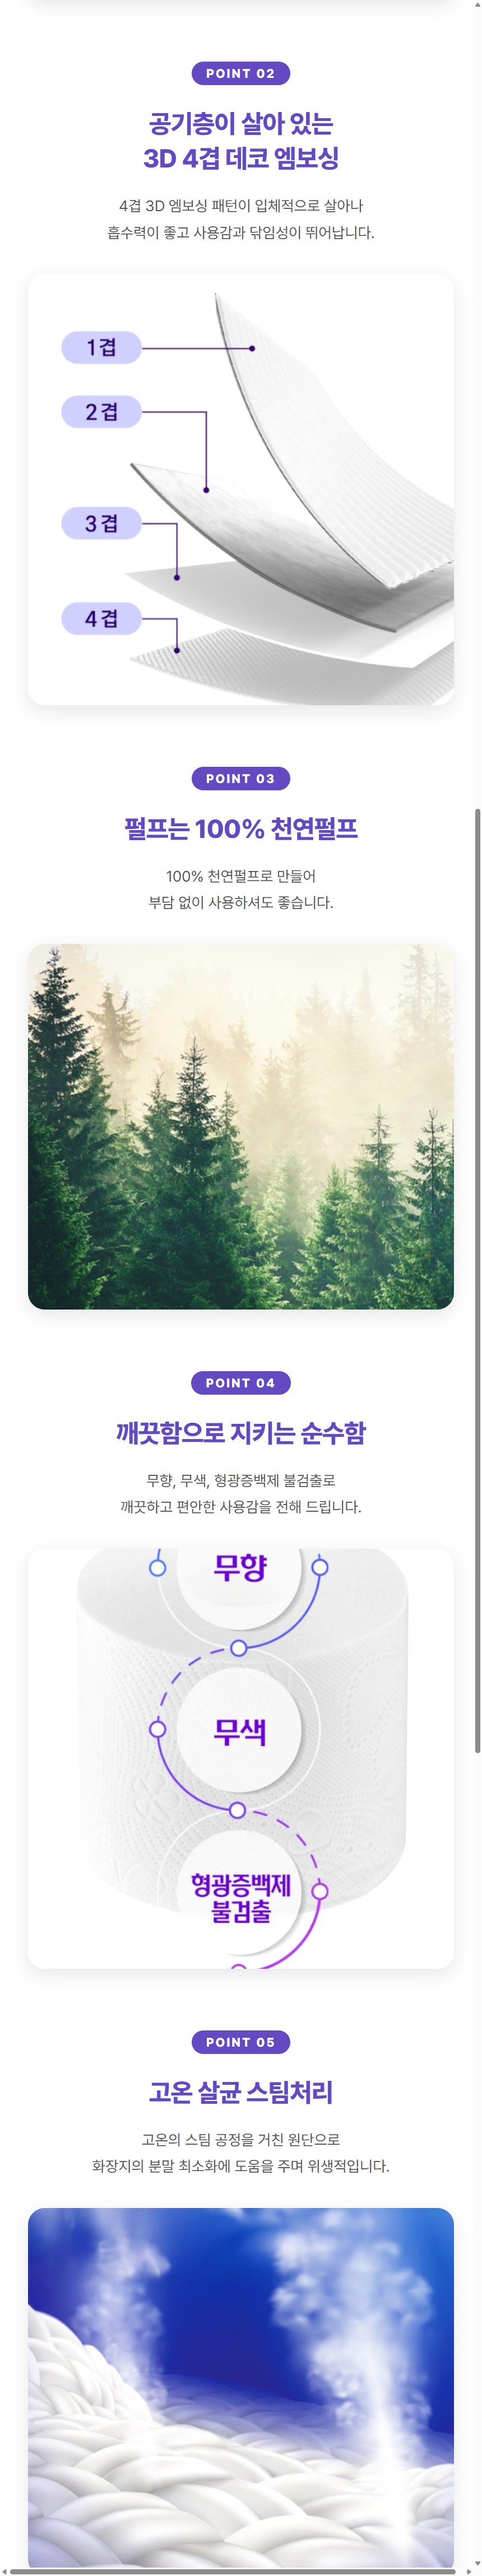 POINT 02
공기층이 살아 있는
3D 4겹 데코 엠보싱
4겹 3D 엠보싱 패턴이 입체적으로 살아나
흡수력이 좋고 사용감과 닦임성이 뛰어납니다.
1겹
2겹
3겹
4겹
POINT 03
펄프는 100% 천연펄프
100% 천연펄프로 만들어
부담 없이 사용하셔도 좋습니다.
POINT 04
깨끗함으로 지키는 순수함
무향, 무색, 형광증백제 불검출로
깨끗하고 편안한 사용감을 전해 드립니다.
무향
무색
형광증백제
불검출
POINT 05
고온 살균 스팀처리
고온의 스팀 공정을 거친 원단으로
화장지의 분말 최소화에 도움을 주며 위생적입니다.